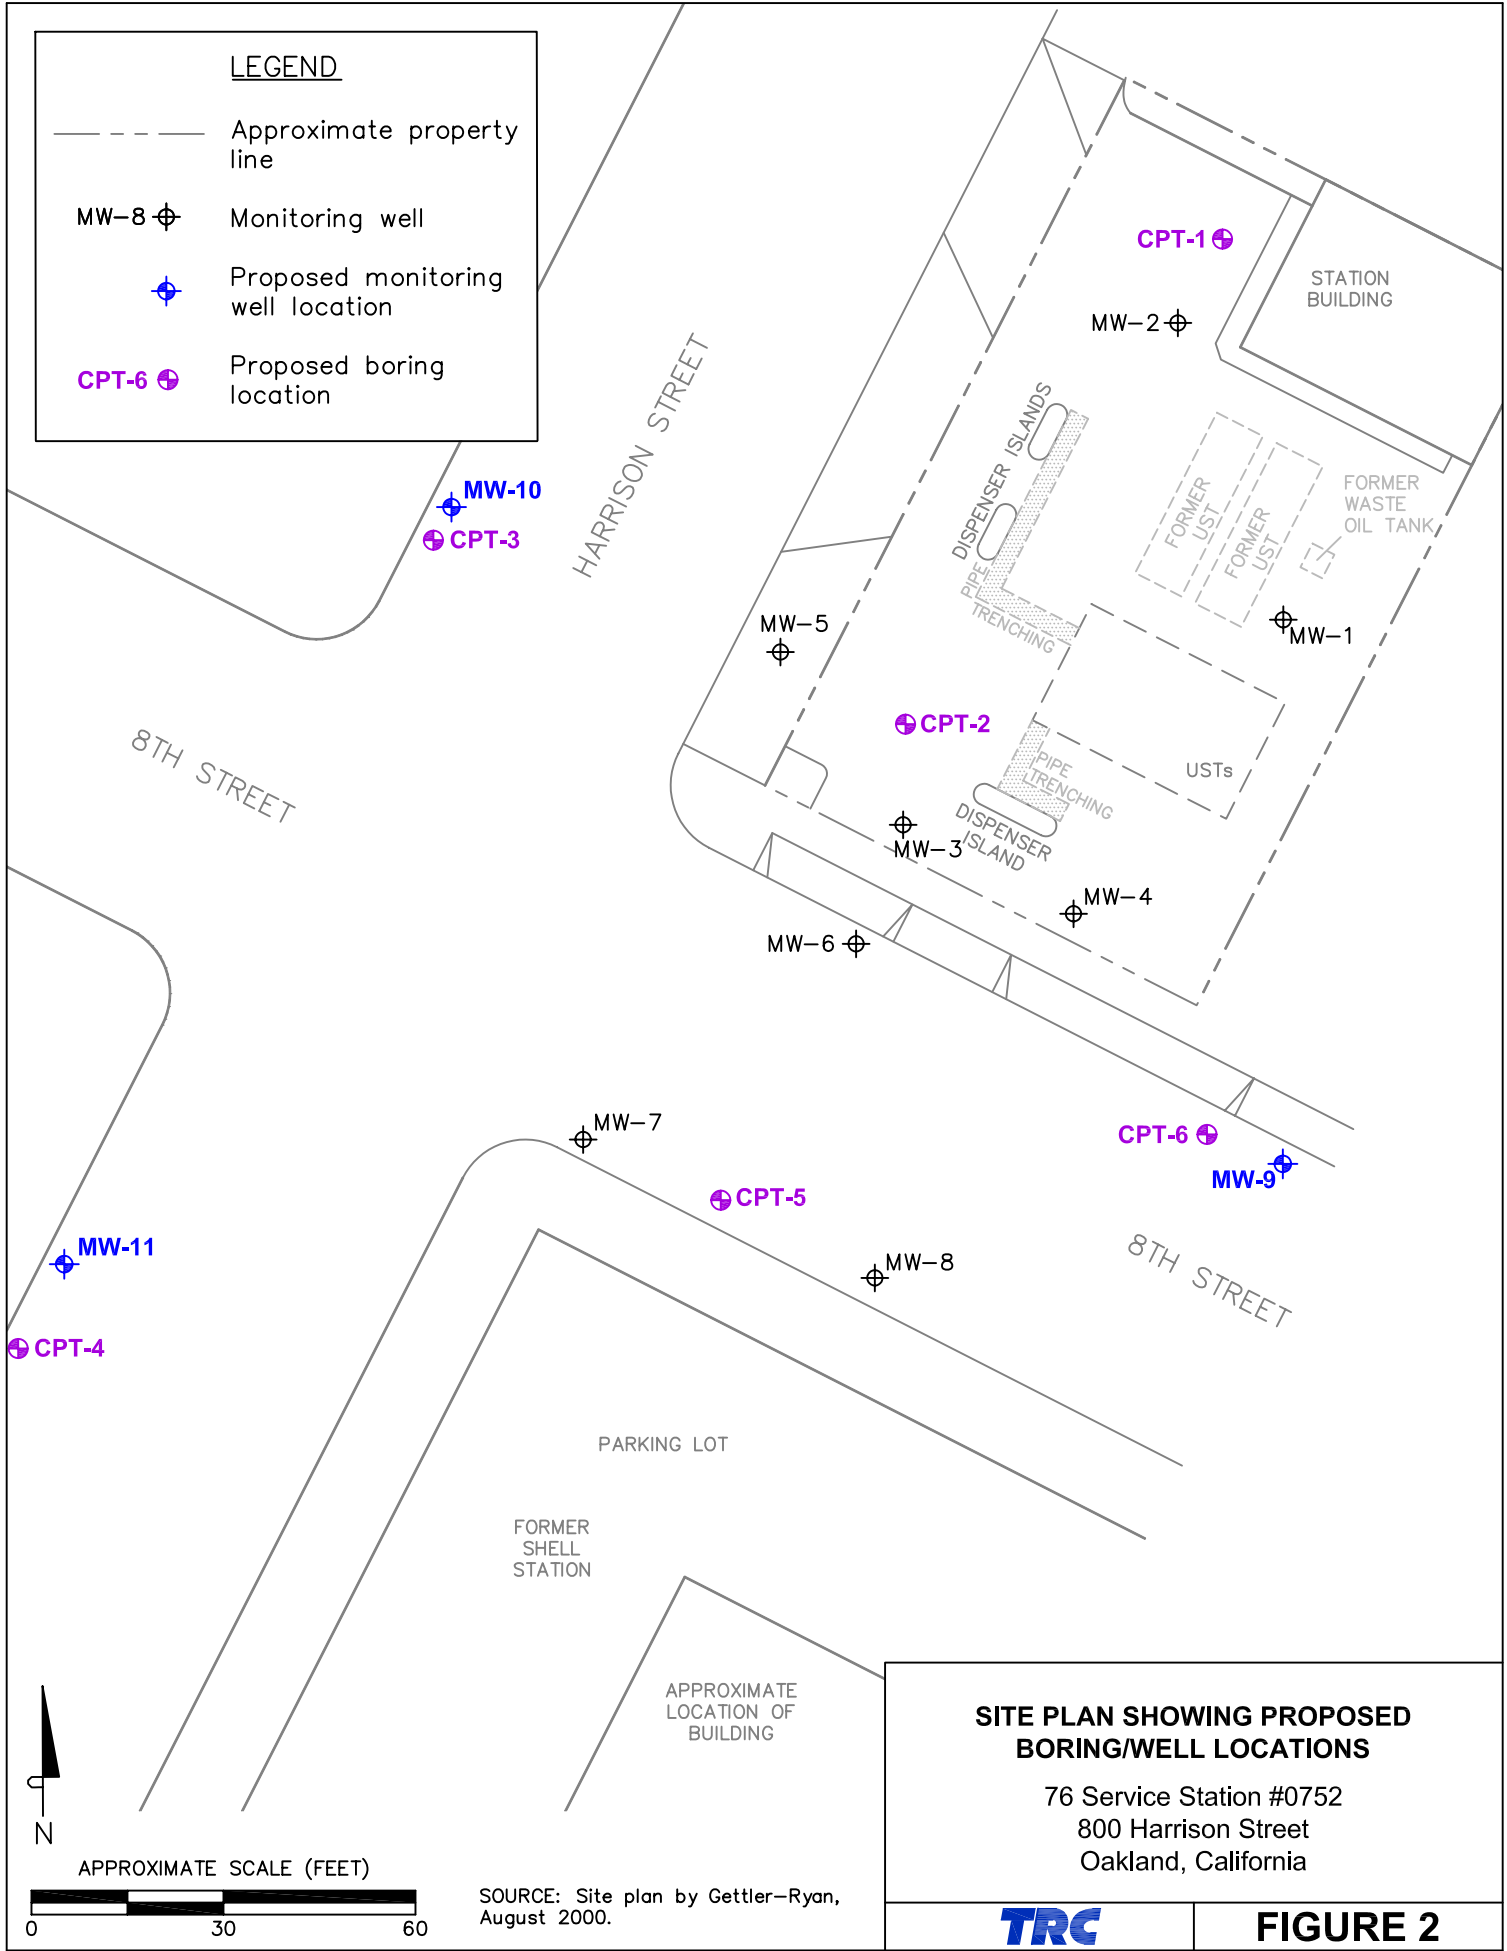 LEGEND
Approximate property
line
MW-8
Monitoring well
Proposed monitoring
well location
CPT-6
Proposed boring
location
CPT-1
STATION
BUILDING
MW-2
HARRISON STREET
DISPENSER ISLANDS
MW-10
CPT-3
FORMER
UST
FORMER
UST
FORMER
WASTE
OIL TANK
PIPE
TRENCHING
MW-5
MW-1
CPT-2
8TH STREET
PIPE
TRENCHING
USTs
DISPENSER
ISLAND
MW-3
MW-4
MW-6
MW-7
CPT-6
MW-9
CPT-5
MW-11
MW-8
8TH STREET
CPT-4
PARKING LOT
FORMER
SHELL
STATION
APPROXIMATE
LOCATION OF
BUILDING
N
APPROXIMATE SCALE (FEET)
0 30 60
SOURCE: Site plan by Gettler-Ryan,
August 2000.
SITE PLAN SHOWING PROPOSED
BORING/WELL LOCATIONS
76 Service Station #0752
800 Harrison Street
Oakland, California
TRC
FIGURE 2